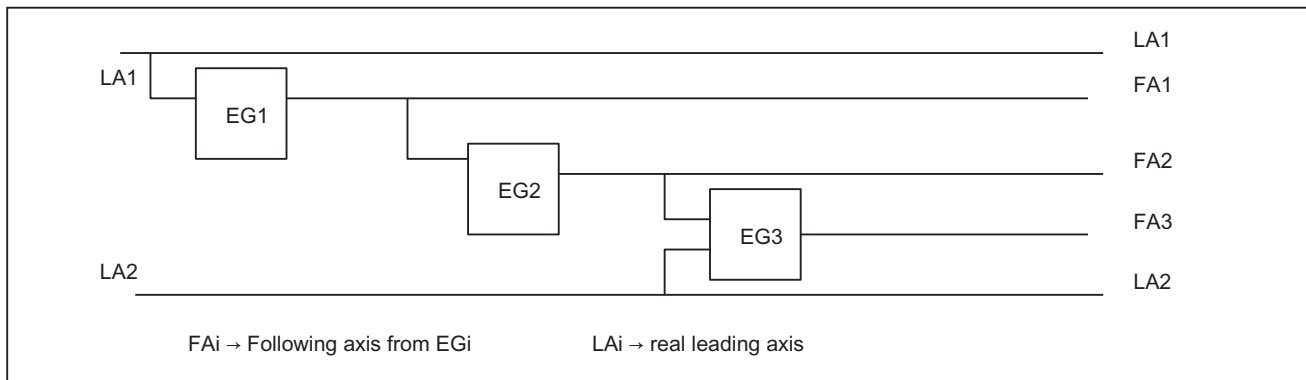 LA1
LA1
FA1
EG1
FA2
EG2
FA3
EG3
LA2
LA2
FAi → Following axis from EGi
LAi → real leading axis